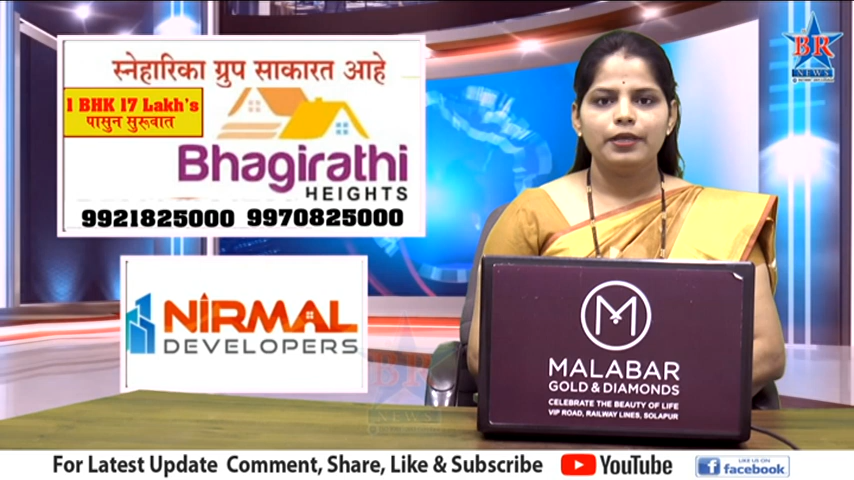 स्नेहारिका ग्रुप साकारत आहे
1 BHK 17 Lakh's
पासुन सुरूवात
Bhagirathi
HEIGHTS
9921825000 9970825000
BR
NEWS
NIRMAL
DEVELOPERS
BR
NEWS
M
MALABAR
GOLD & DIAMONDS
CELEBRATE THE BEAUTY OF LIFE
VIP ROAD, RAILWAY LINES, SOLAPUR
For Latest Update Comment, Share, Like & Subscribe
YouTube
LIKE US ON
facebook